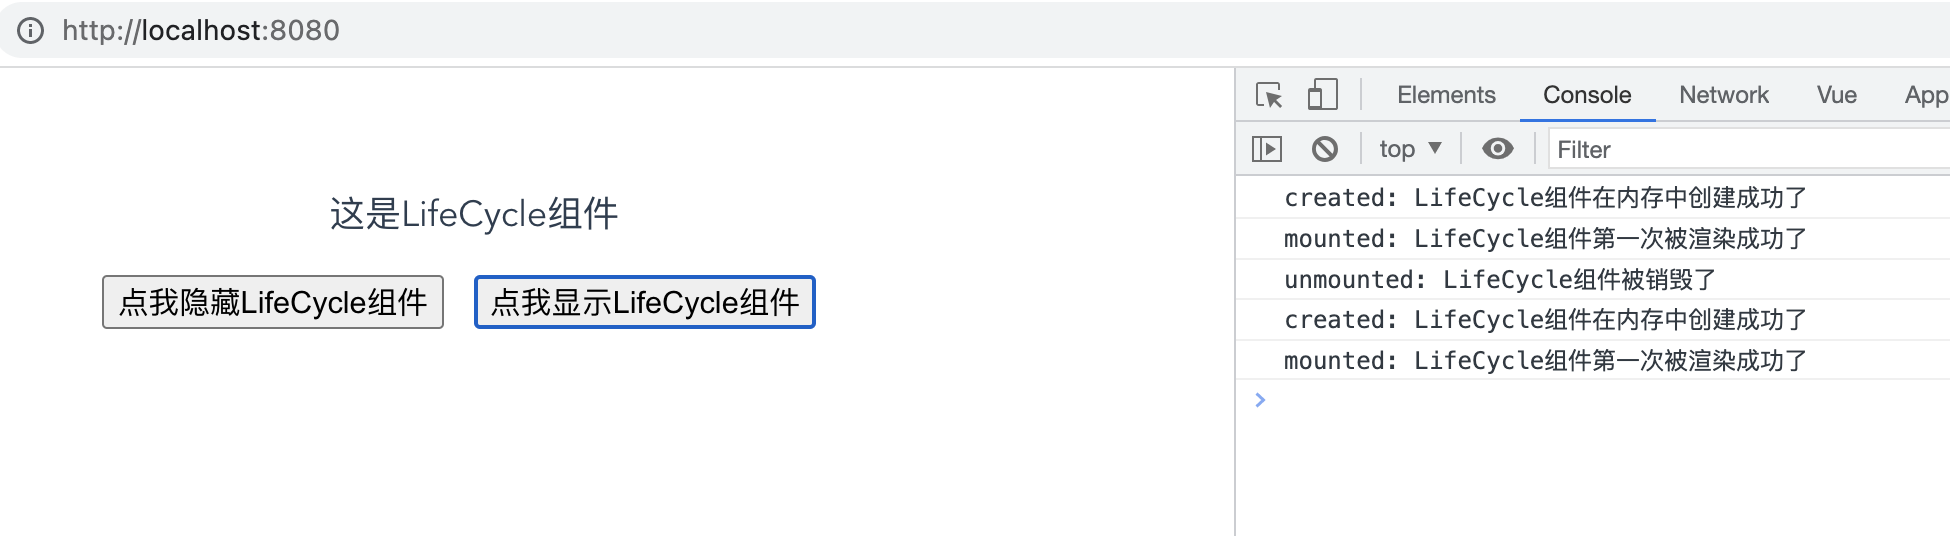 http://localhost:8080
Elements Console Network Vue App
top Filter
这是LifeCycle组件
点我隐藏LifeCycle组件 点我显示LifeCycle组件
created: LifeCycle组件在内存中创建成功了
mounted: LifeCycle组件第一次被渲染成功了
unmounted: LifeCycle组件被销毁了
created: LifeCycle组件在内存中创建成功了
mounted: LifeCycle组件第一次被渲染成功了